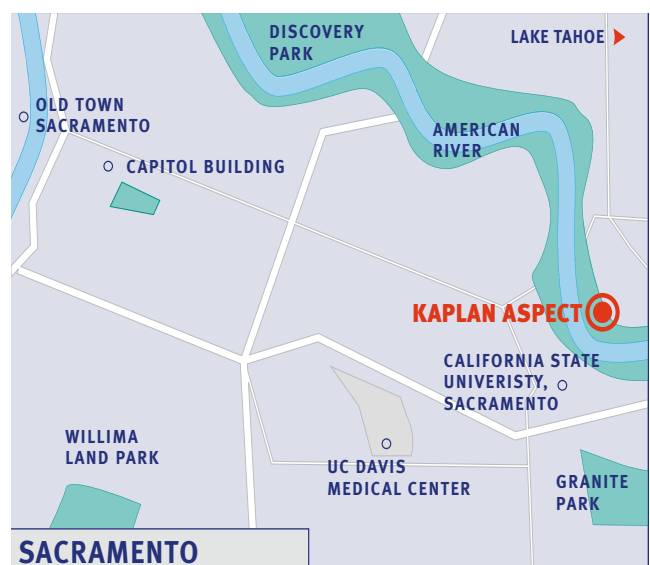 DISCOVERY
PARK
LAKE TAHOE
OLD TOWN
SACRAMENTO
AMERICAN
RIVER
CAPITOL BUILDING
KAPLAN ASPECT
CALIFORNIA STATE
UNIVERISTY,
SACRAMENTO
WILLIMA
LAND PARK
UC DAVIS
MEDICAL CENTER
GRANITE
PARK
SACRAMENTO